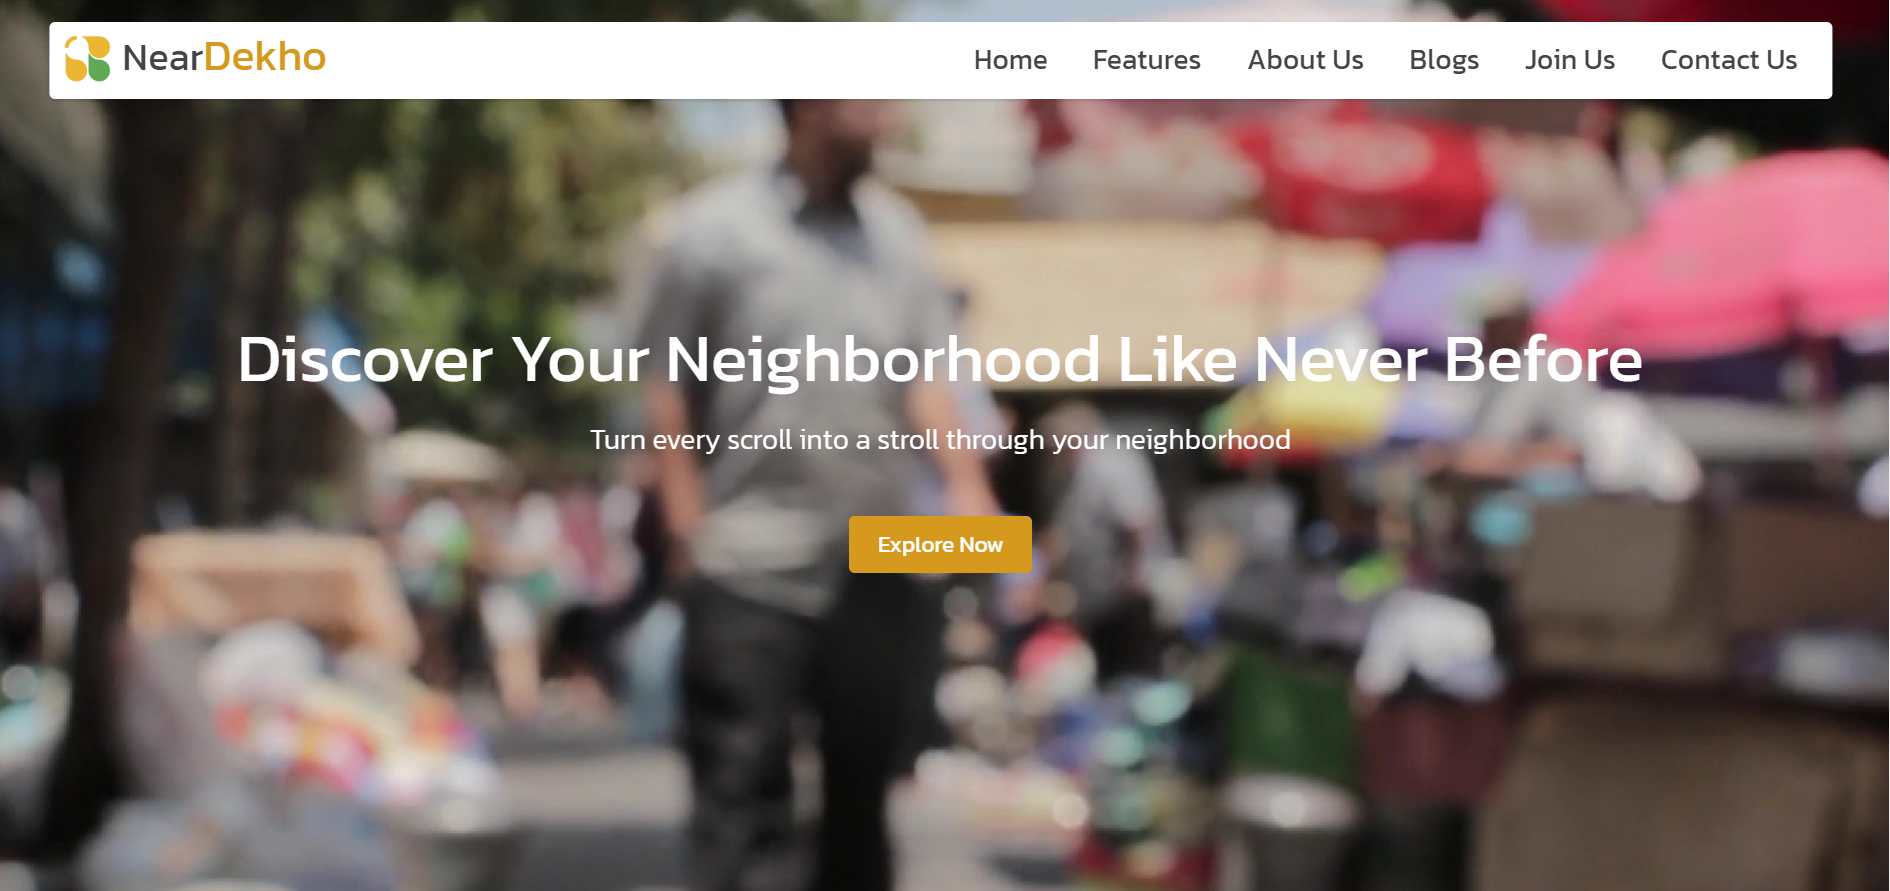 NearDekho
Home Features About Us Blogs Join Us Contact Us
Discover Your Neighborhood Like Never Before
Turn every scroll into a stroll through your neighborhood
Explore Now